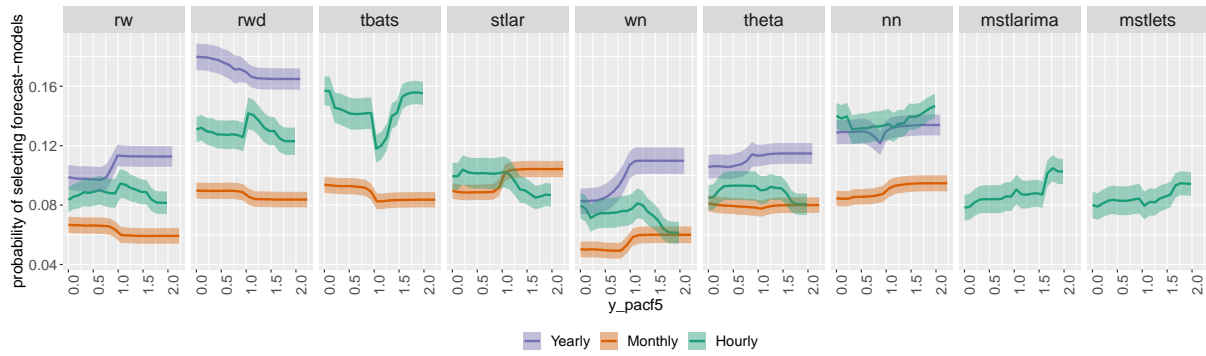 rw rwd tbats stlar wn theta nn mstlarima mstlets
probability of selecting forecast−models
0.16
0.12
0.08
0.04
0.0 0.5 1.0 1.5 2.0 0.0 0.5 1.0 1.5 2.0 0.0 0.5 1.0 1.5 2.0 0.0 0.5 1.0 1.5 2.0 0.0 0.5 1.0 1.5 2.0 0.0 0.5 1.0 1.5 2.0 0.0 0.5 1.0 1.5 2.0 0.0 0.5 1.0 1.5 2.0 0.0 0.5 1.0 1.5 2.0
y_pacf5
Yearly Monthly Hourly